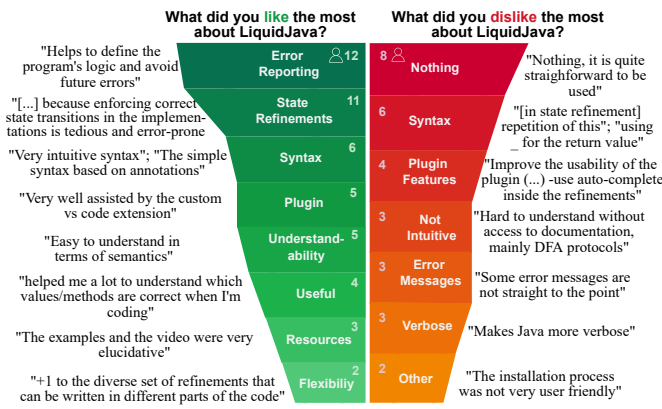 What did you like the most
about LiquidJava?
"Helps to define the
program's logic and avoid
future errors"
Error
Reporting
12
"[...] because enforcing correct
state transitions in the implemen-
tations is tedious and error-prone
State
Refinements
11
"Very intuitive syntax"; "The simple
syntax based on annotations"
Syntax
6
"Very well assisted by the custom
vs code extension"
Plugin
5
"Easy to understand in
terms of semantics"
Understand-
ability
5
"helped me a lot to understand which
values/methods are correct when I'm
coding"
Useful
4
"The examples and the video were very
elucidative"
Resources
3
"+1 to the diverse set of refinements that
can be written in different parts of the code"
Flexibiliy
2
What did you dislike the most
about LiquidJava?
8
Nothing
"Nothing, it is quite
straighforward to be
used"
6
Syntax
"[in state refinement]
repetition of this"; "using
_ for the return value"
4
Plugin
Features
"Improve the usability of the
plugin (...) -use auto-complete
inside the refinements"
3
Not
Intuitive
"Hard to understand without
access to documentation,
mainly DFA protocols"
3
Error
Messages
"Some error messages are
not straight to the point"
3
Verbose
"Makes Java more verbose"
2
Other
"The installation process
was not very user friendly"